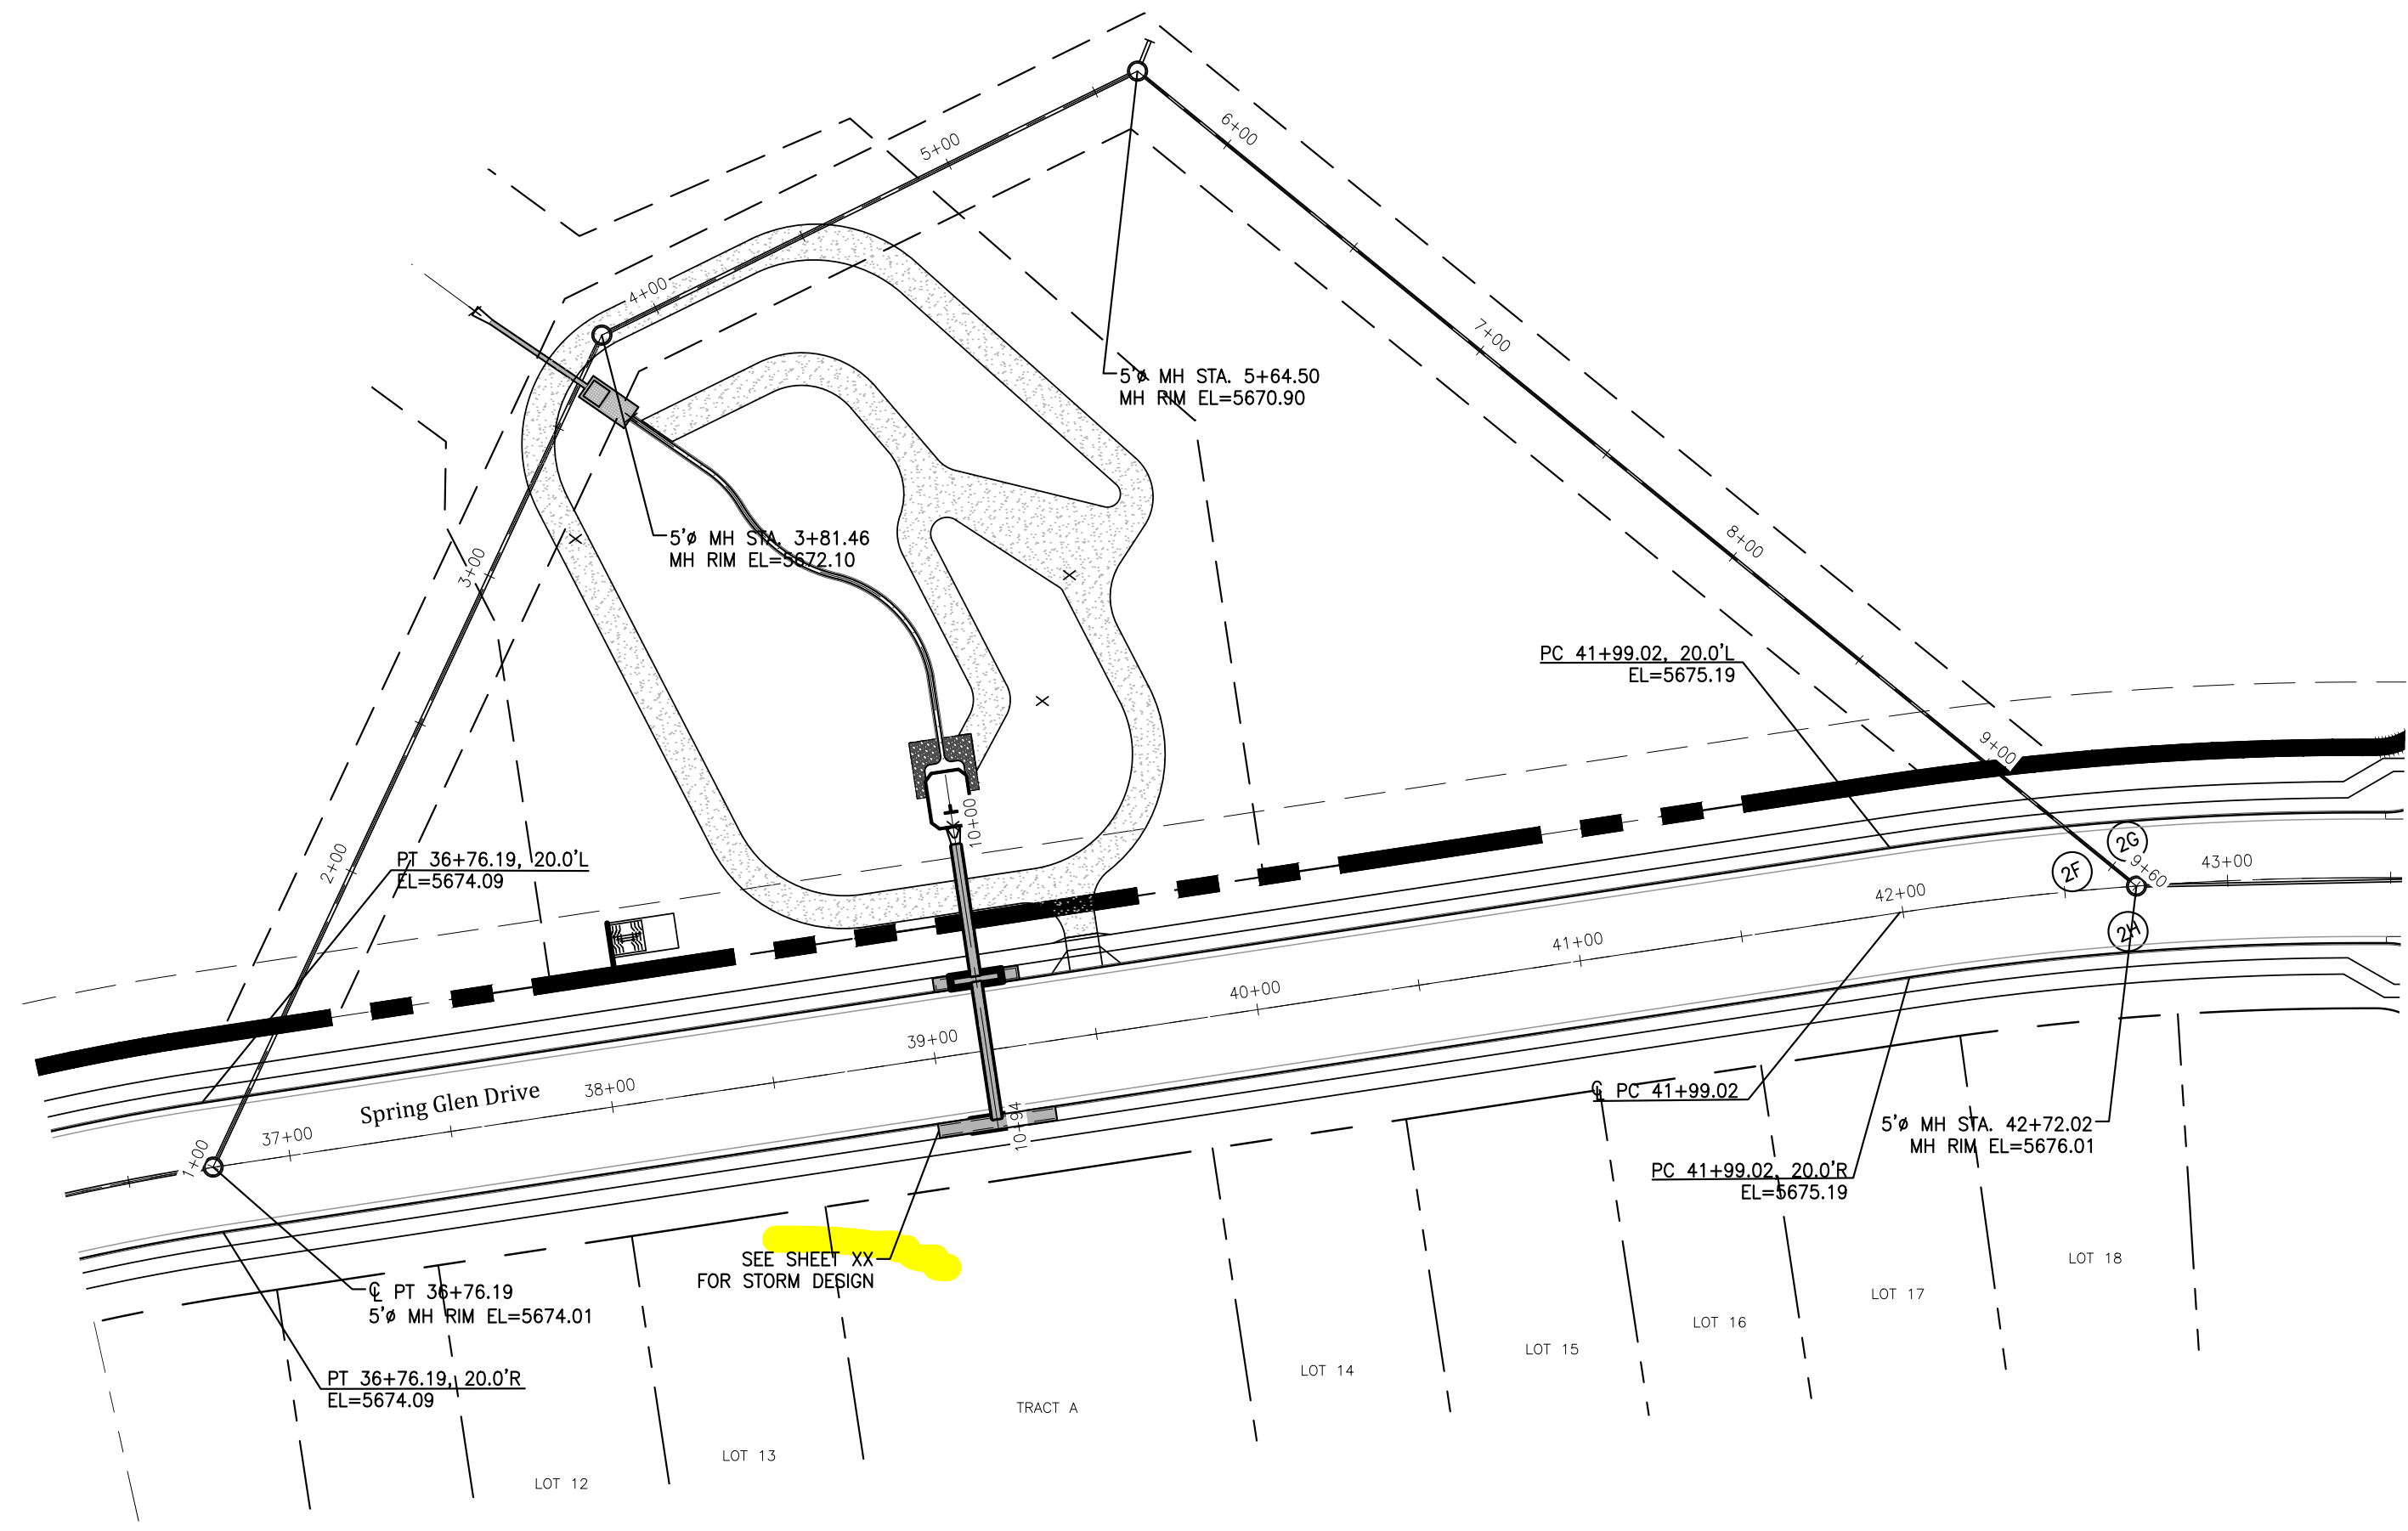 6+00
5+00
4+00
7+00
5'ø MH STA. 5+64.50
MH RIM EL=5670.90
5'ø MH STA. 3+81.46
MH RIM EL=5672.10
8+00
3+00
PC 41+99.02, 20.0'L
EL=5675.19
9+00
10+00
2+00
PT 36+76.19, 20.0'L
EL=5674.09
2G
2F
9+60
43+00
42+00
2H
41+00
40+00
39+00
38+00
Spring Glen Drive
37+00
1+00
10+94
℄ PC 41+99.02
5'ø MH STA. 42+72.02
MH RIM EL=5676.01
PC 41+99.02, 20.0'R
EL=5675.19
SEE SHEET XX
FOR STORM DESIGN
℄ PT 36+76.19
5'ø MH RIM EL=5674.01
PT 36+76.19, 20.0'R
EL=5674.09
LOT 12
LOT 13
TRACT A
LOT 14
LOT 15
LOT 16
LOT 17
LOT 18
X
X
X